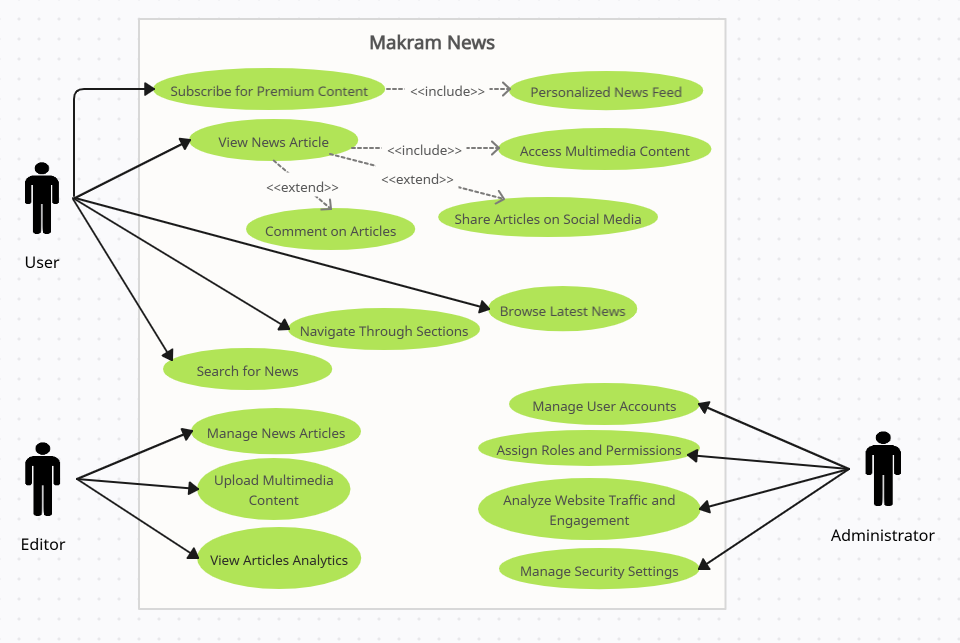 Makram News
Subscribe for Premium Content
<<include>>
Personalized News Feed
View News Article
<<include>>
Access Multimedia Content
<<extend>>
<<extend>>
Comment on Articles
Share Articles on Social Media
User
Browse Latest News
Navigate Through Sections
Search for News
Manage News Articles
Upload Multimedia
Content
View Articles Analytics
Editor
Manage User Accounts
Assign Roles and Permissions
Analyze Website Traffic and
Engagement
Manage Security Settings
Administrator